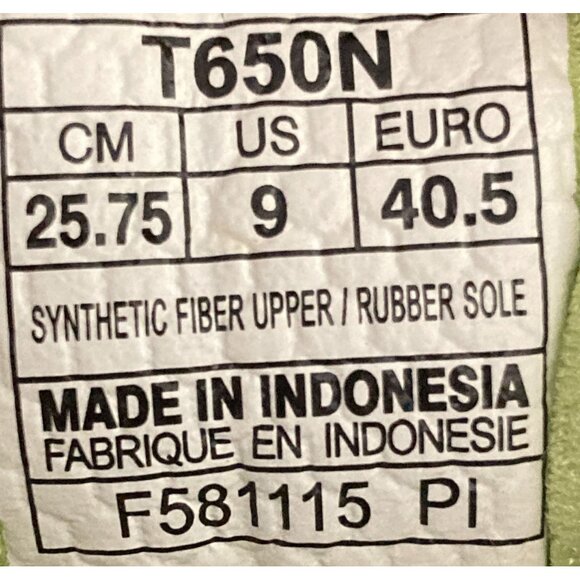 T650N
CM US EURO
25.75 9 40.5
SYNTHETIC FIBER UPPER / RUBBER SOLE
MADE IN INDONESIA
FABRIQUE EN INDONESIE
F581115 PI